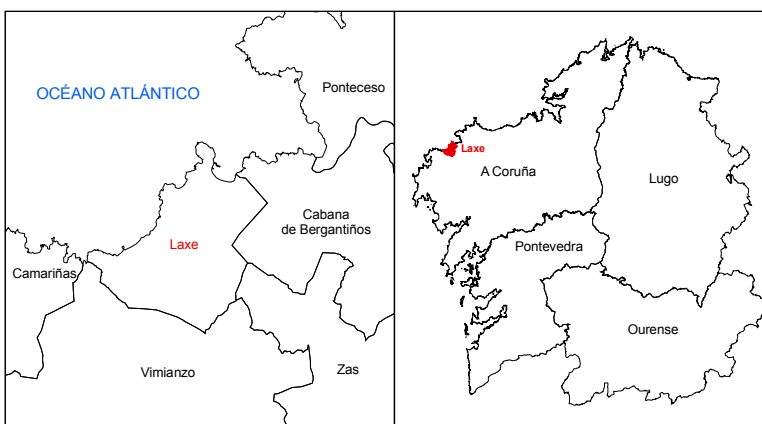 OCÉANO ATLÁNTICO
Ponteceso
Cabana
de Bergantiños
Laxe
Camariñas
Vimianzo
Zas
Laxe
A Coruña
Lugo
Pontevedra
Ourense